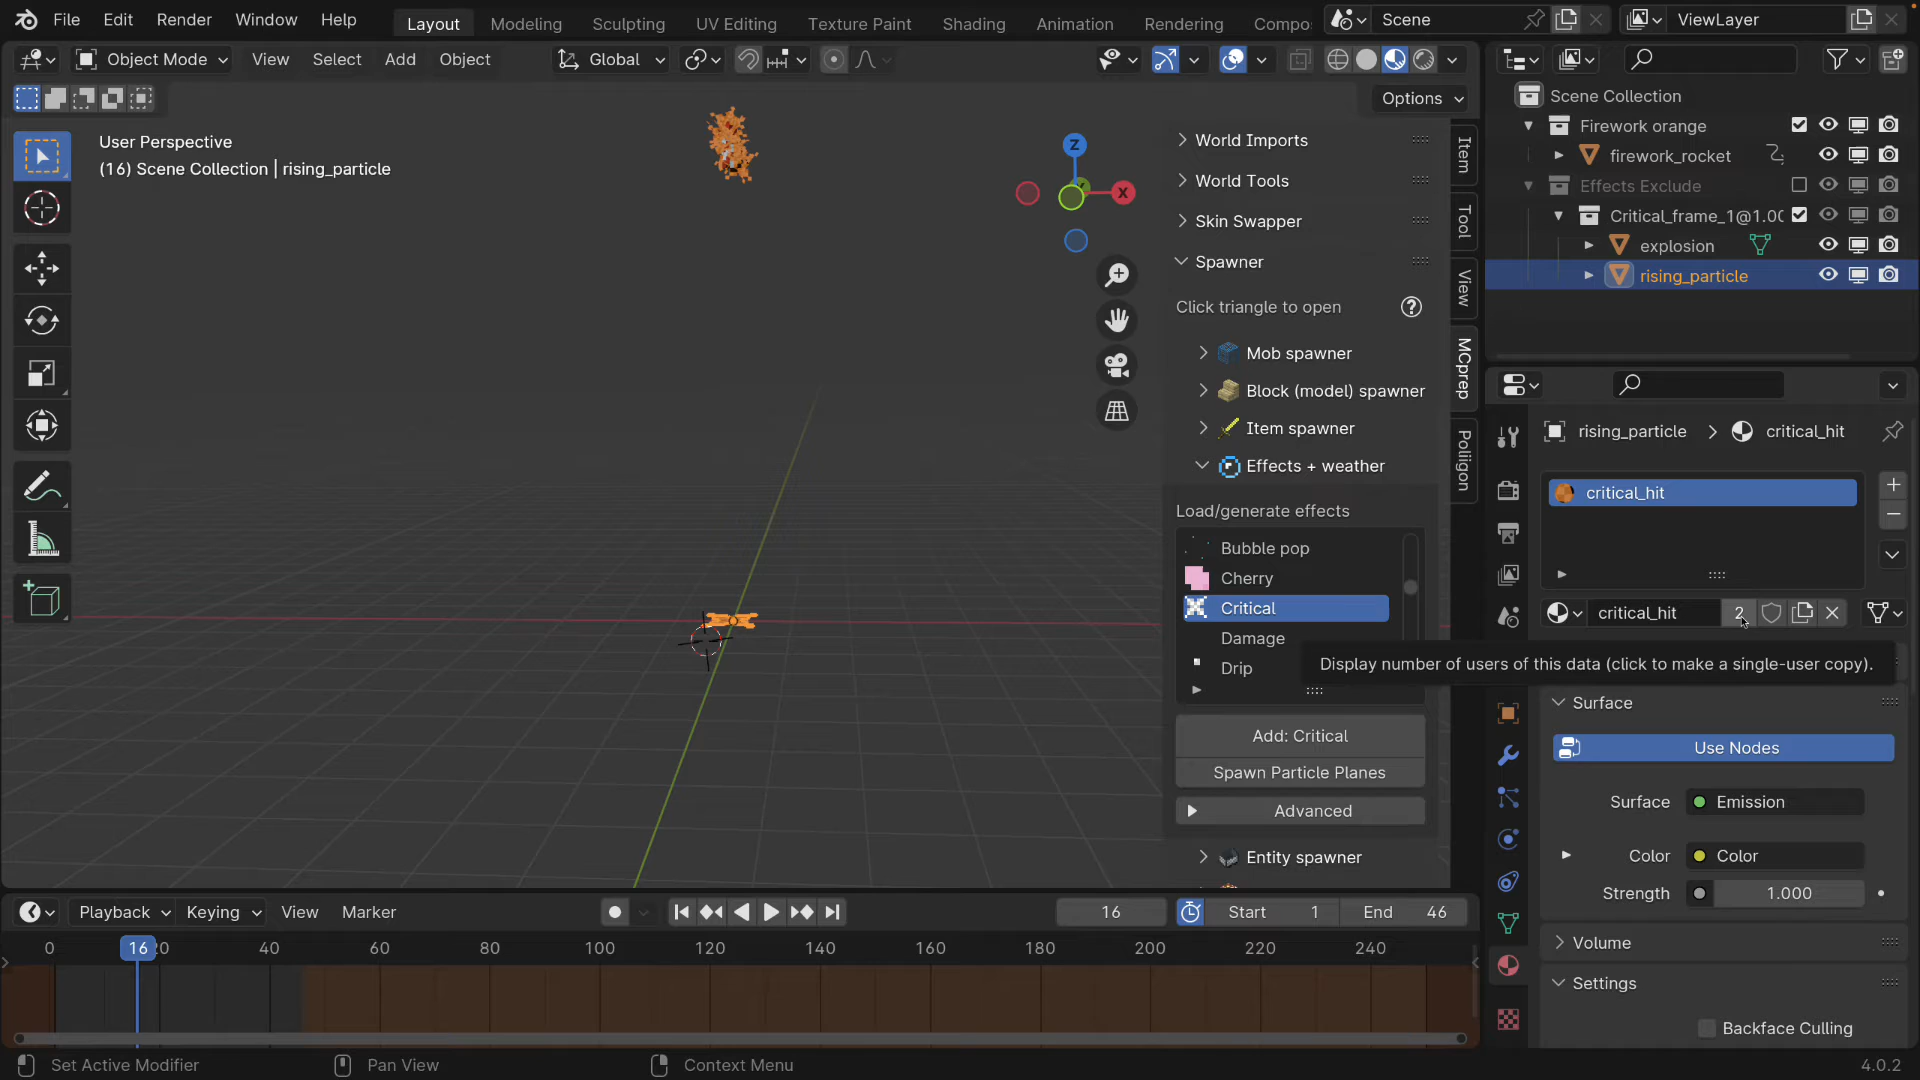 File Edit Render Window Help Layout Modeling Sculpting UV Editing Texture Paint Shading Animation Rendering Compo Scene ViewLayer
Object Mode View Select Add Object Global
Options
User Perspective
(16) Scene Collection | rising_particle
Z
X
World Imports
World Tools
Skin Swapper
Spawner
Click triangle to open
Mob spawner
Block (model) spawner
Item spawner
Effects + weather
Load/generate effects
Bubble pop
Cherry
Critical
Damage
Drip
Add: Critical
Spawn Particle Planes
Advanced
Entity spawner
Item
Tool
View
MCprep
Poliigon
Scene Collection
Firework orange
firework_rocket
Effects Exclude
Critical_frame_1@1.00
explosion
rising_particle
rising_particle > critical_hit
critical_hit
critical_hit 2
Display number of users of this data (click to make a single-user copy).
Surface
Use Nodes
Surface Emission
Color Color
Strength 1.000
Volume
Settings
Backface Culling
Playback Keying View Marker 16 Start 1 End 46
0 16 20 40 60 80 100 120 140 160 180 200 220 240
Set Active Modifier Pan View Context Menu 4.0.2